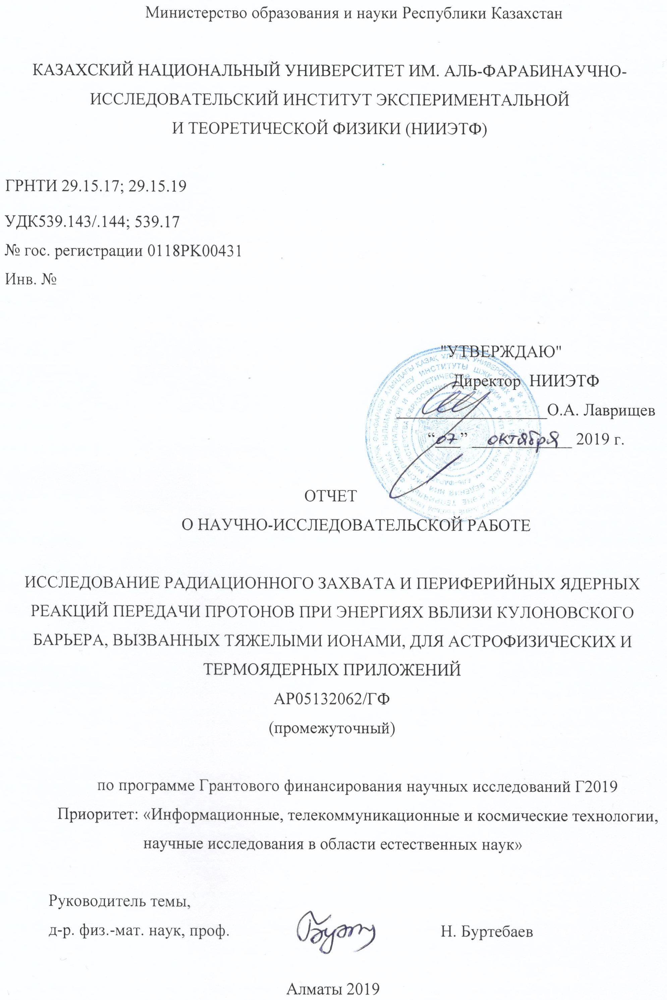 Министерство образования и науки Республики Казахстан
КАЗАХСКИЙ НАЦИОНАЛЬНЫЙ УНИВЕРСИТЕТ ИМ. АЛЬ-ФАРАБИНАУЧНО-
ИССЛЕДОВАТЕЛЬСКИЙ ИНСТИТУТ ЭКСПЕРИМЕНТАЛЬНОЙ
И ТЕОРЕТИЧЕСКОЙ ФИЗИКИ (НИИЭТФ)
ГРНТИ 29.15.17; 29.15.19
УДК539.143/.144; 539.17
№ гос. регистрации 0118РК00431
Инв. №
"УТВЕРЖДАЮ"
Директор НИИЭТФ
О.А. Лаврищев
“07” октября 2019 г.
ОТЧЕТ
О НАУЧНО-ИССЛЕДОВАТЕЛЬСКОЙ РАБОТЕ
ИССЛЕДОВАНИЕ РАДИАЦИОННОГО ЗАХВАТА И ПЕРИФЕРИЙНЫХ ЯДЕРНЫХ
РЕАКЦИЙ ПЕРЕДАЧИ ПРОТОНОВ ПРИ ЭНЕРГИЯХ ВБЛИЗИ КУЛОНОВСКОГО
БАРЬЕРА, ВЫЗВАННЫХ ТЯЖЕЛЫМИ ИОНАМИ, ДЛЯ АСТРОФИЗИЧЕСКИХ И
ТЕРМОЯДЕРНЫХ ПРИЛОЖЕНИЙ
АР05132062/ГФ
(промежуточный)
по программе Грантового финансирования научных исследований Г2019
Приоритет: «Информационные, телекоммуникационные и космические технологии,
научные исследования в области естественных наук»
Руководитель темы,
д-р. физ.-мат. наук, проф. Н. Буртебаев
Алматы 2019